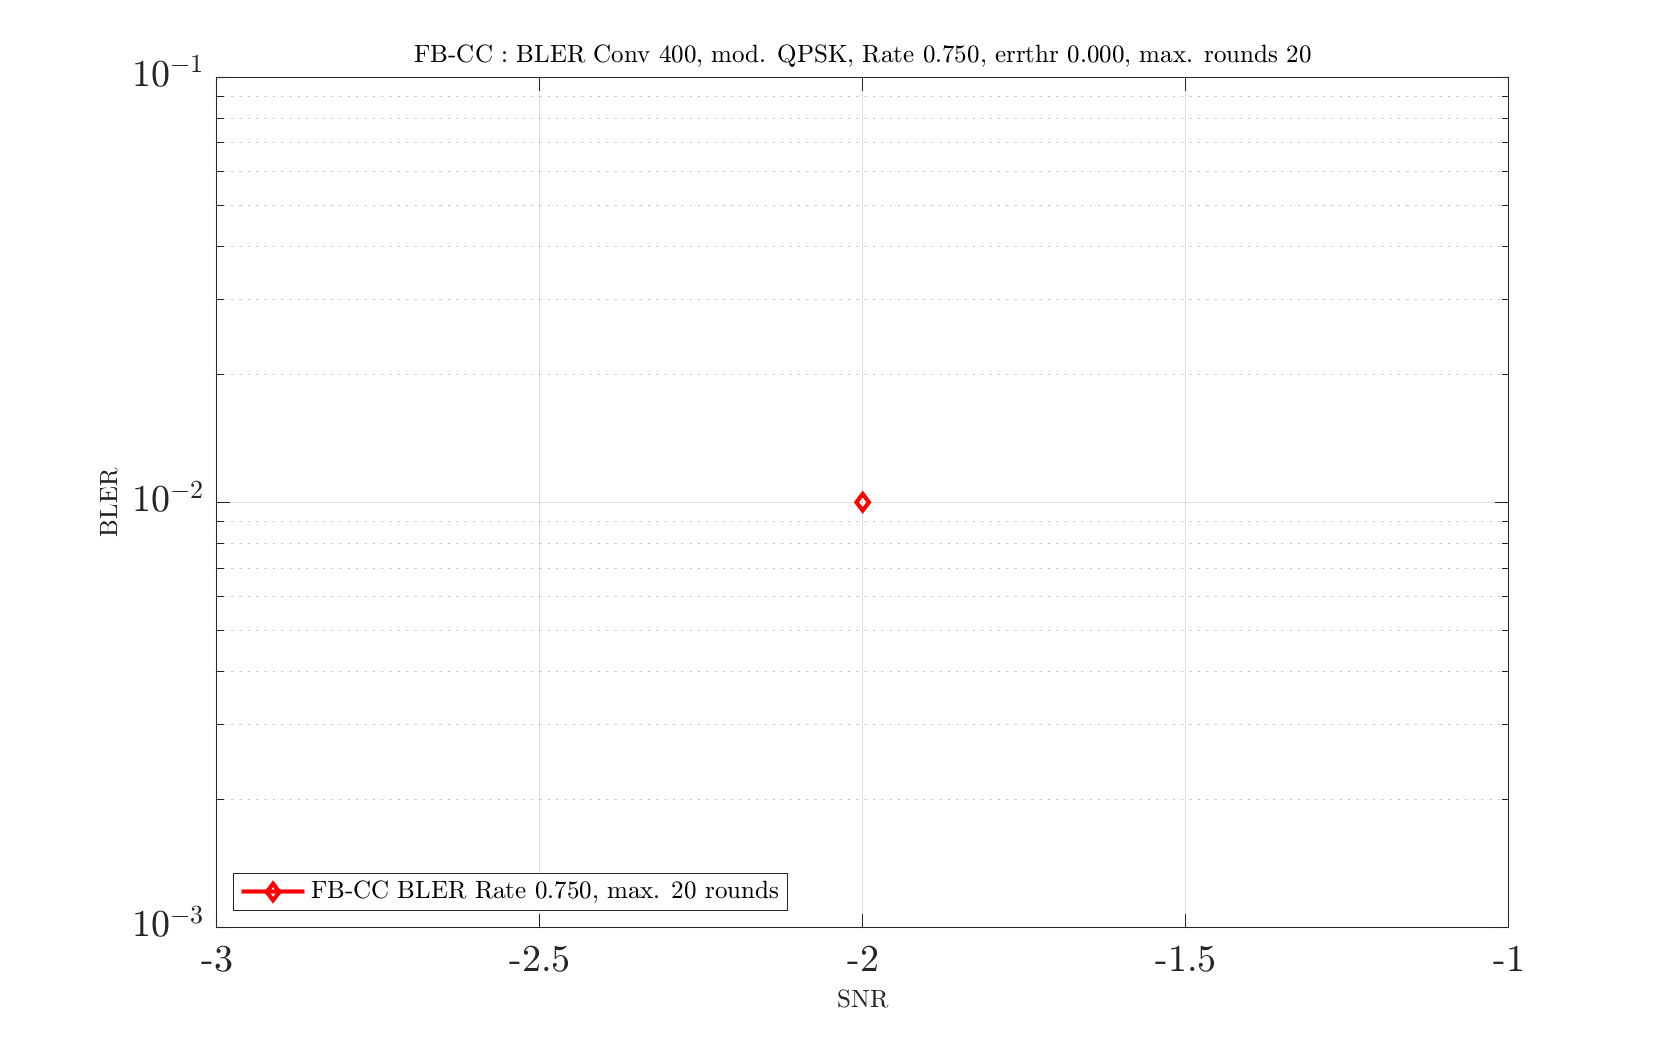 FB-CC : BLER Conv 400, mod. QPSK, Rate 0.750, errthr 0.000, max. rounds 20
10⁻¹
10⁻²
10⁻³
BLER
FB-CC BLER Rate 0.750, max. 20 rounds
-3 -2.5 -2 -1.5 -1
SNR